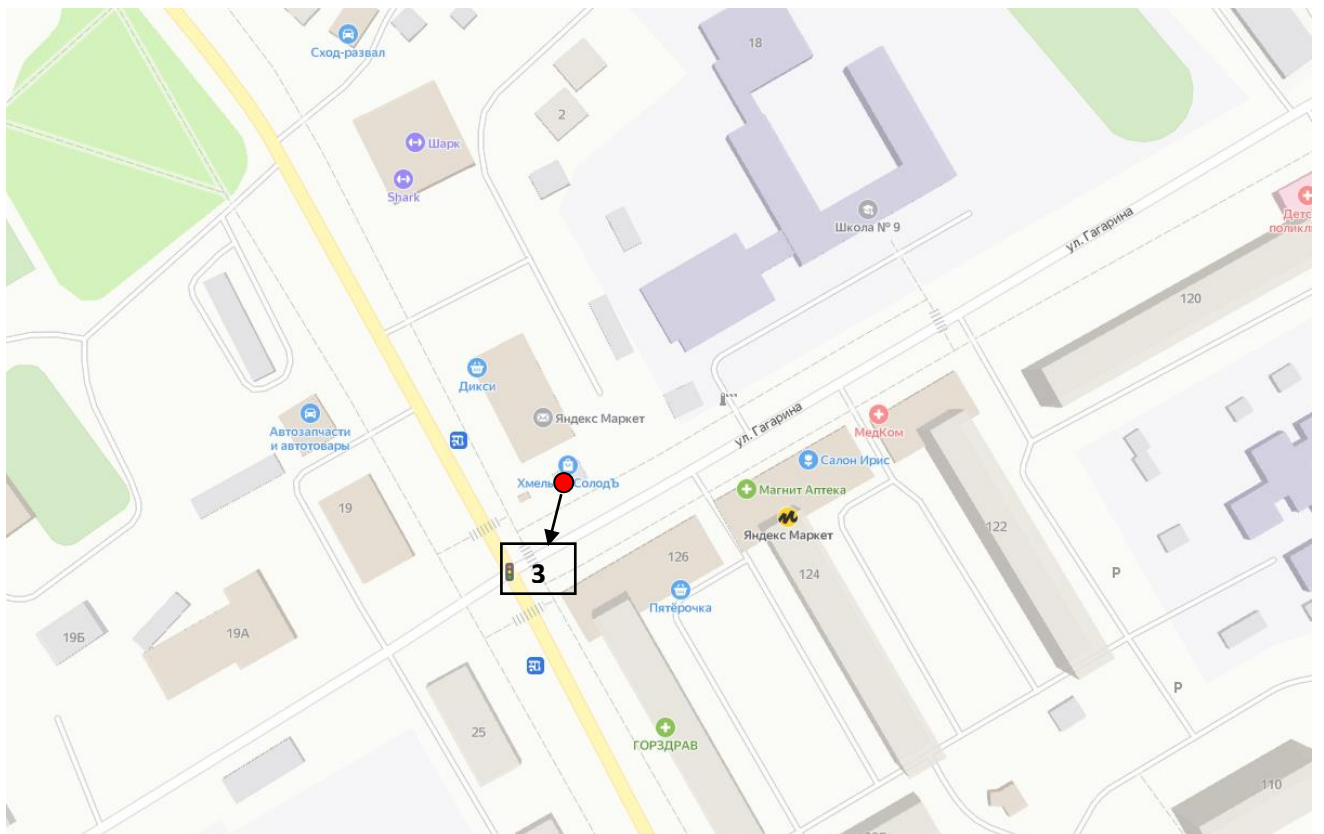 Сход-развал
18
2
Шарк
Shark
Школа № 9
ул. Гагарина
120
Дикси
Яндекс Маркет
Автозапчасти
и автотовары
ул. Гагарина
МедКом
Салон Ирис
СолодЪ
Магнит Аптека
19
Яндекс Маркет
122
126
3
124
P
Пятёрочка
19Б
19А
P
25
ГОРЗДРАВ
110